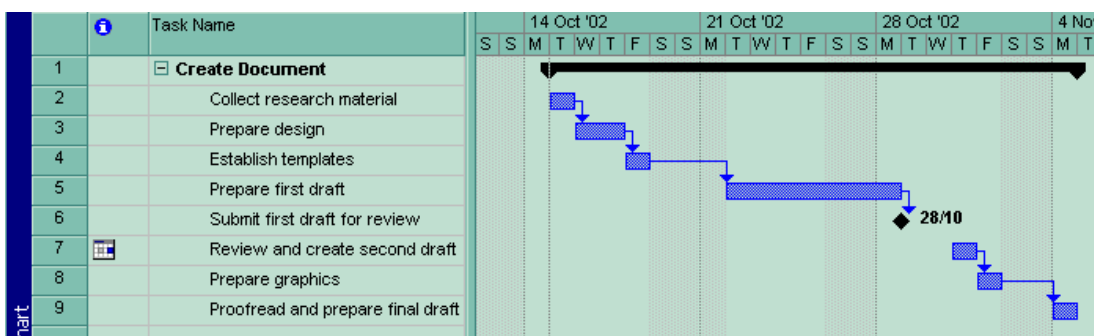 Task Name 14 Oct '02 21 Oct '02 28 Oct '02 4 No
S S M T W T F S S M T W T F S S M T W T F S S M T
1 Create Document
2 Collect research material
3 Prepare design
4 Establish templates
5 Prepare first draft
6 Submit first draft for review 28/10
7 Review and create second draft
8 Prepare graphics
9 Proofread and prepare final draft
hart